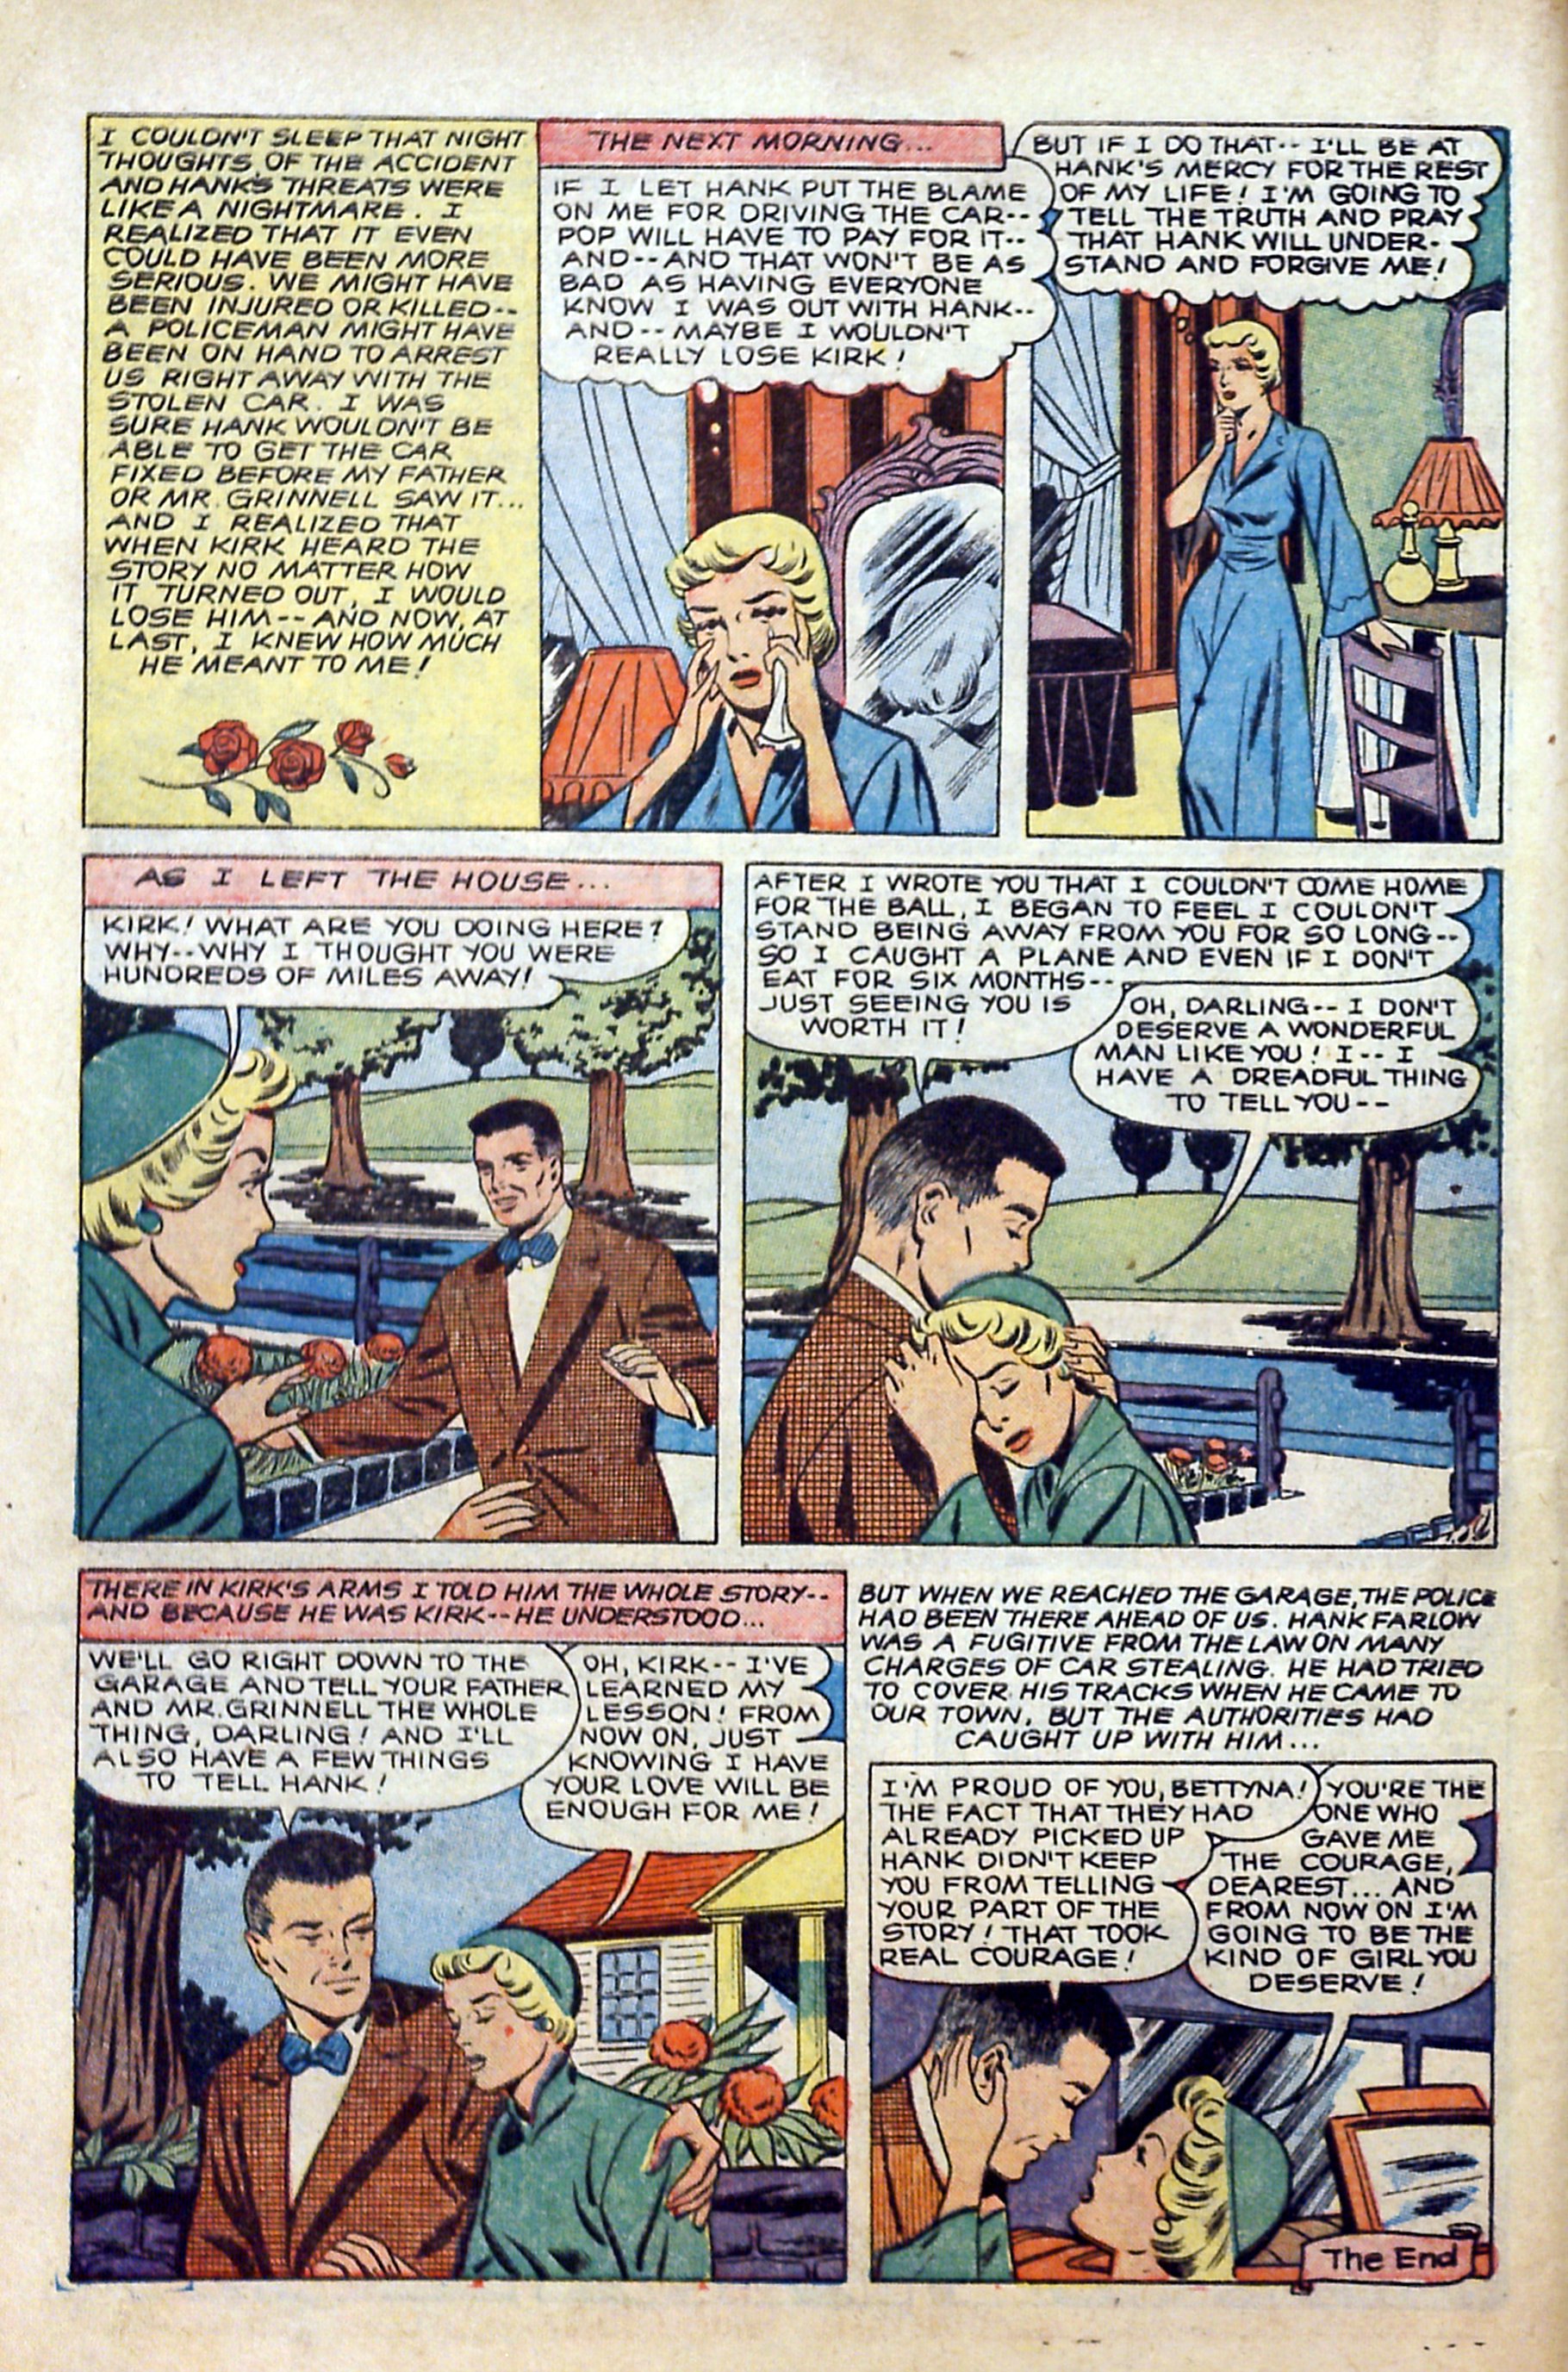 I COULDN'T SLEEP THAT NIGHT
THOUGHTS OF THE ACCIDENT
AND HANK'S THREATS WERE
LIKE A NIGHTMARE. I
REALIZED THAT IT EVEN
COULD HAVE BEEN MORE
SERIOUS. WE MIGHT HAVE
BEEN INJURED OR KILLED--
A POLICEMAN MIGHT HAVE
BEEN ON HAND TO ARREST
US RIGHT AWAY WITH THE
STOLEN CAR. I WAS
SURE HANK WOULDN'T BE
ABLE TO GET THE CAR
FIXED BEFORE MY FATHER
OR MR. GRINNELL SAW IT...
AND I REALIZED THAT
WHEN KIRK HEARD THE
STORY NO MATTER HOW
IT TURNED OUT, I WOULD
LOSE HIM-- AND NOW, AT
LAST, I KNEW HOW MUCH
HE MEANT TO ME!
THE NEXT MORNING...
IF I LET HANK PUT THE BLAME
ON ME FOR DRIVING THE CAR--
POP WILL HAVE TO PAY FOR IT--
AND--AND THAT WON'T BE AS
BAD AS HAVING EVERYONE
KNOW I WAS OUT WITH HANK--
AND-- MAYBE I WOULDN'T
REALLY LOSE KIRK!
BUT IF I DO THAT-- I'LL BE AT
HANK'S MERCY FOR THE REST
OF MY LIFE! I'M GOING TO
TELL THE TRUTH AND PRAY
THAT HANK WILL UNDER-
STAND AND FORGIVE ME!
AS I LEFT THE HOUSE...
KIRK! WHAT ARE YOU DOING HERE?
WHY--WHY I THOUGHT YOU WERE
HUNDREDS OF MILES AWAY!
AFTER I WROTE YOU THAT I COULDN'T COME HOME
FOR THE BALL, I BEGAN TO FEEL I COULDN'T
STAND BEING AWAY FROM YOU FOR SO LONG--
SO I CAUGHT A PLANE AND EVEN IF I DON'T
EAT FOR SIX MONTHS--
JUST SEEING YOU IS
WORTH IT!
OH, DARLING-- I DON'T
DESERVE A WONDERFUL
MAN LIKE YOU! I-- I
HAVE A DREADFUL THING
TO TELL YOU--
THERE IN KIRK'S ARMS I TOLD HIM THE WHOLE STORY--
AND BECAUSE HE WAS KIRK--HE UNDERSTOOD...
WE'LL GO RIGHT DOWN TO THE
GARAGE AND TELL YOUR FATHER
AND MR. GRINNELL THE WHOLE
THING, DARLING! AND I'LL
ALSO HAVE A FEW THINGS
TO TELL HANK!
OH, KIRK-- I'VE
LEARNED MY
LESSON! FROM
NOW ON, JUST
KNOWING I HAVE
YOUR LOVE WILL BE
ENOUGH FOR ME!
BUT WHEN WE REACHED THE GARAGE, THE POLICE
HAD BEEN THERE AHEAD OF US. HANK FARLOW
WAS A FUGITIVE FROM THE LAW ON MANY
CHARGES OF CAR STEALING. HE HAD TRIED
TO COVER HIS TRACKS WHEN HE CAME TO
OUR TOWN, BUT THE AUTHORITIES HAD
CAUGHT UP WITH HIM...
I'M PROUD OF YOU, BETTYNA!
THE FACT THAT THEY HAD
ALREADY PICKED UP
HANK DIDN'T KEEP
YOU FROM TELLING
YOUR PART OF THE
STORY! THAT TOOK
REAL COURAGE!
YOU'RE THE
ONE WHO
GAVE ME
THE COURAGE,
DEAREST... AND
FROM NOW ON I'M
GOING TO BE THE
KIND OF GIRL YOU
DESERVE!
The End